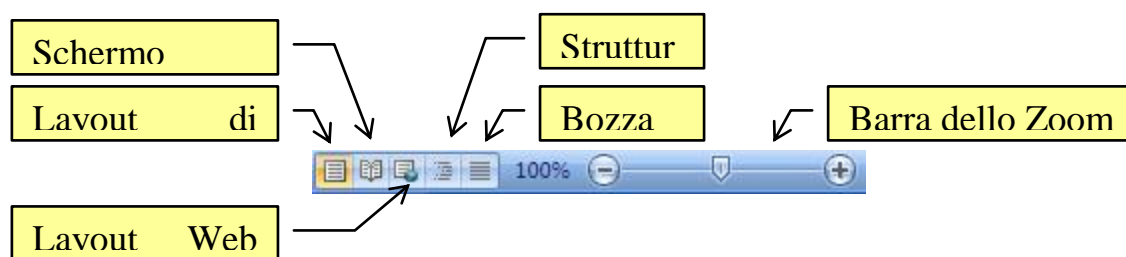 Schermo
Struttur
Layout di
Bozza
Barra dello Zoom
100%
Layout Web